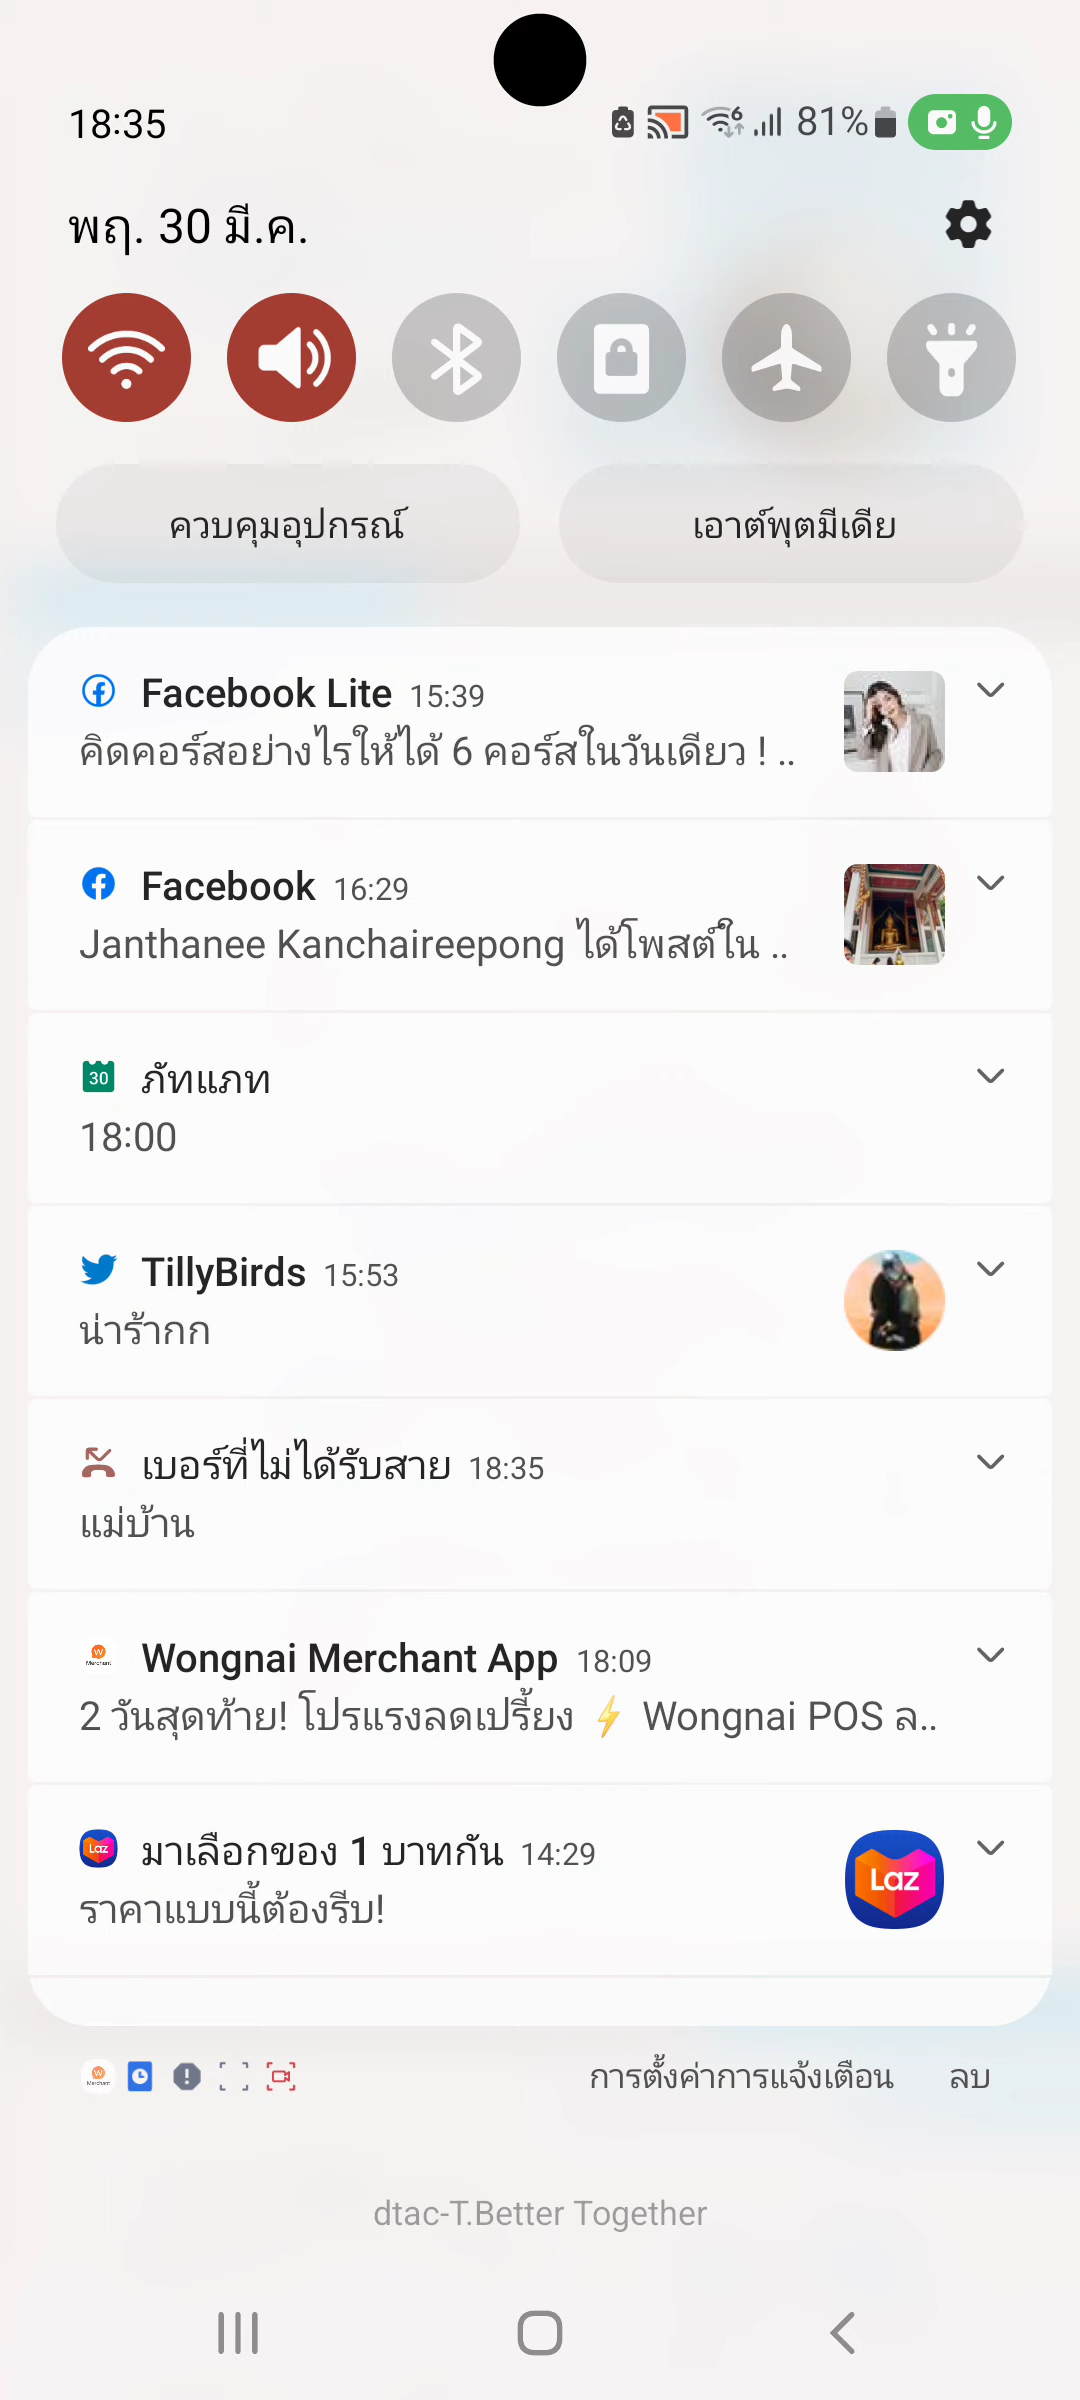 18:35
6
81%
พฤ. 30 มี.ค.
ควบคุมอุปกรณ์
เอาต์พุตมีเดีย
Facebook Lite 15:39
คิดคอร์สอย่างไรให้ได้ 6 คอร์สในวันเดียว ! ..
Facebook 16:29
Janthanee Kanchaireepong ได้โพสต์ใน ..
30 ภัทแภท
18:00
TillyBirds 15:53
น่าร้ากก
เบอร์ที่ไม่ได้รับสาย 18:35
แม่บ้าน
W Merchant Wongnai Merchant App 18:09
2 วันสุดท้าย! โปรแรงลดเปรี้ยง ⚡ Wongnai POS ล..
Laz มาเลือกของ 1 บาทกัน 14:29
Laz
ราคาแบบนี้ต้องรีบ!
W Merchant การตั้งค่าการแจ้งเตือน ลบ
dtac-T.Better Together